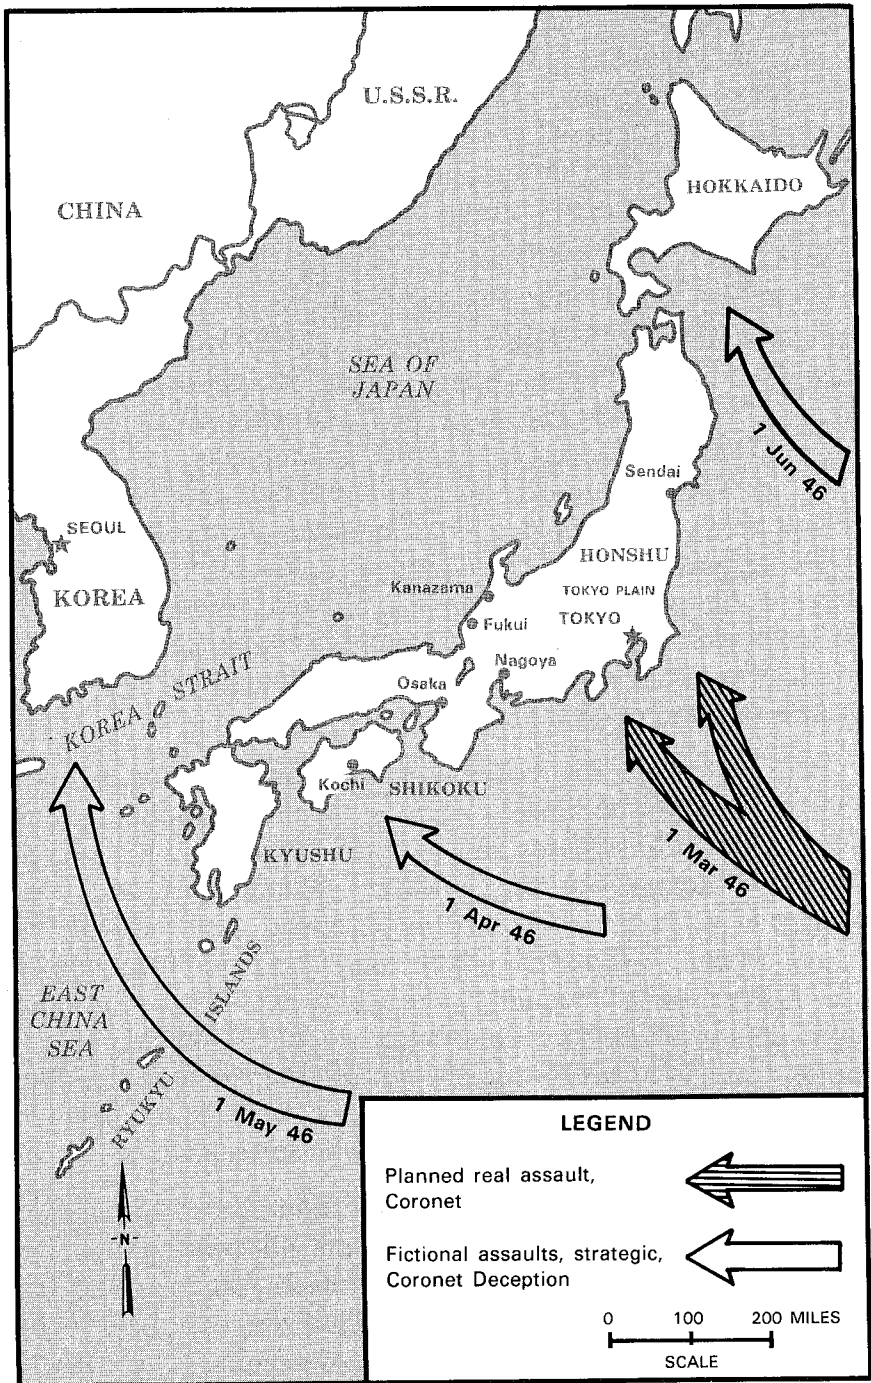 U.S.S.R.
CHINA
HOKKAIDO
SEA OF
JAPAN
1 Jun 46
Sendai
SEOUL
HONSHU
KOREA
Kanazama
TOKYO PLAIN
Fukui
TOKYO
Nagoya
Osaka
KOREA STRAIT
Kochi
SHIKOKU
KYUSHU
1 Mar 46
1 Apr 46
EAST
CHINA
SEA
RYUKYU ISLANDS
1 May 46
-N-
LEGEND
Planned real assault,
Coronet
Fictional assaults, strategic,
Coronet Deception
0 100 200 MILES
SCALE